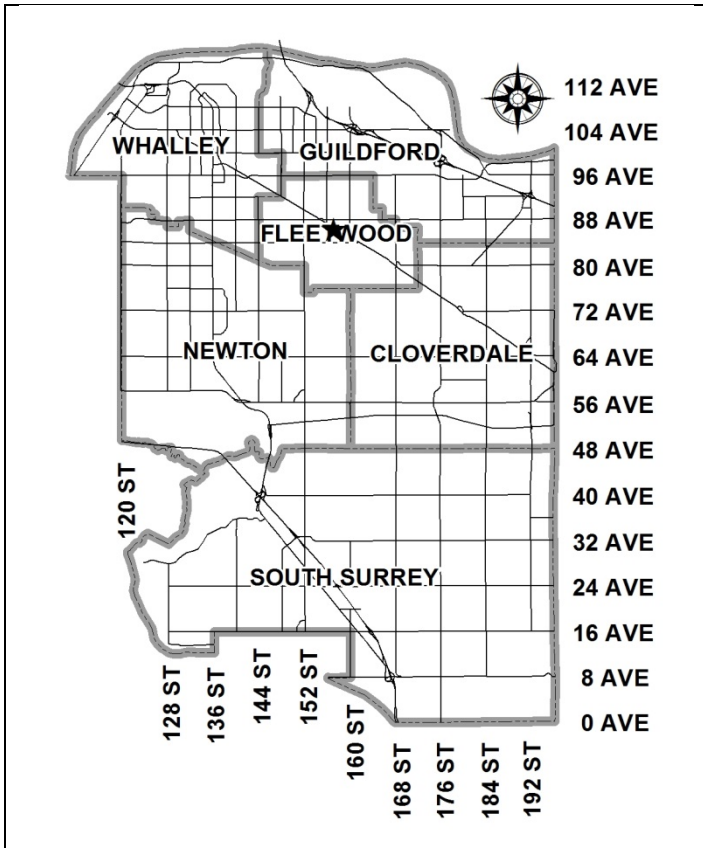 112 AVE
104 AVE
WHALLEY
GUILDFORD
96 AVE
88 AVE
FLEETWOOD
80 AVE
72 AVE
NEWTON
CLOVERDALE
64 AVE
56 AVE
48 AVE
120 ST
40 AVE
32 AVE
SOUTH SURREY
24 AVE
16 AVE
8 AVE
0 AVE
128 ST
136 ST
144 ST
152 ST
160 ST
168 ST
176 ST
184 ST
192 ST